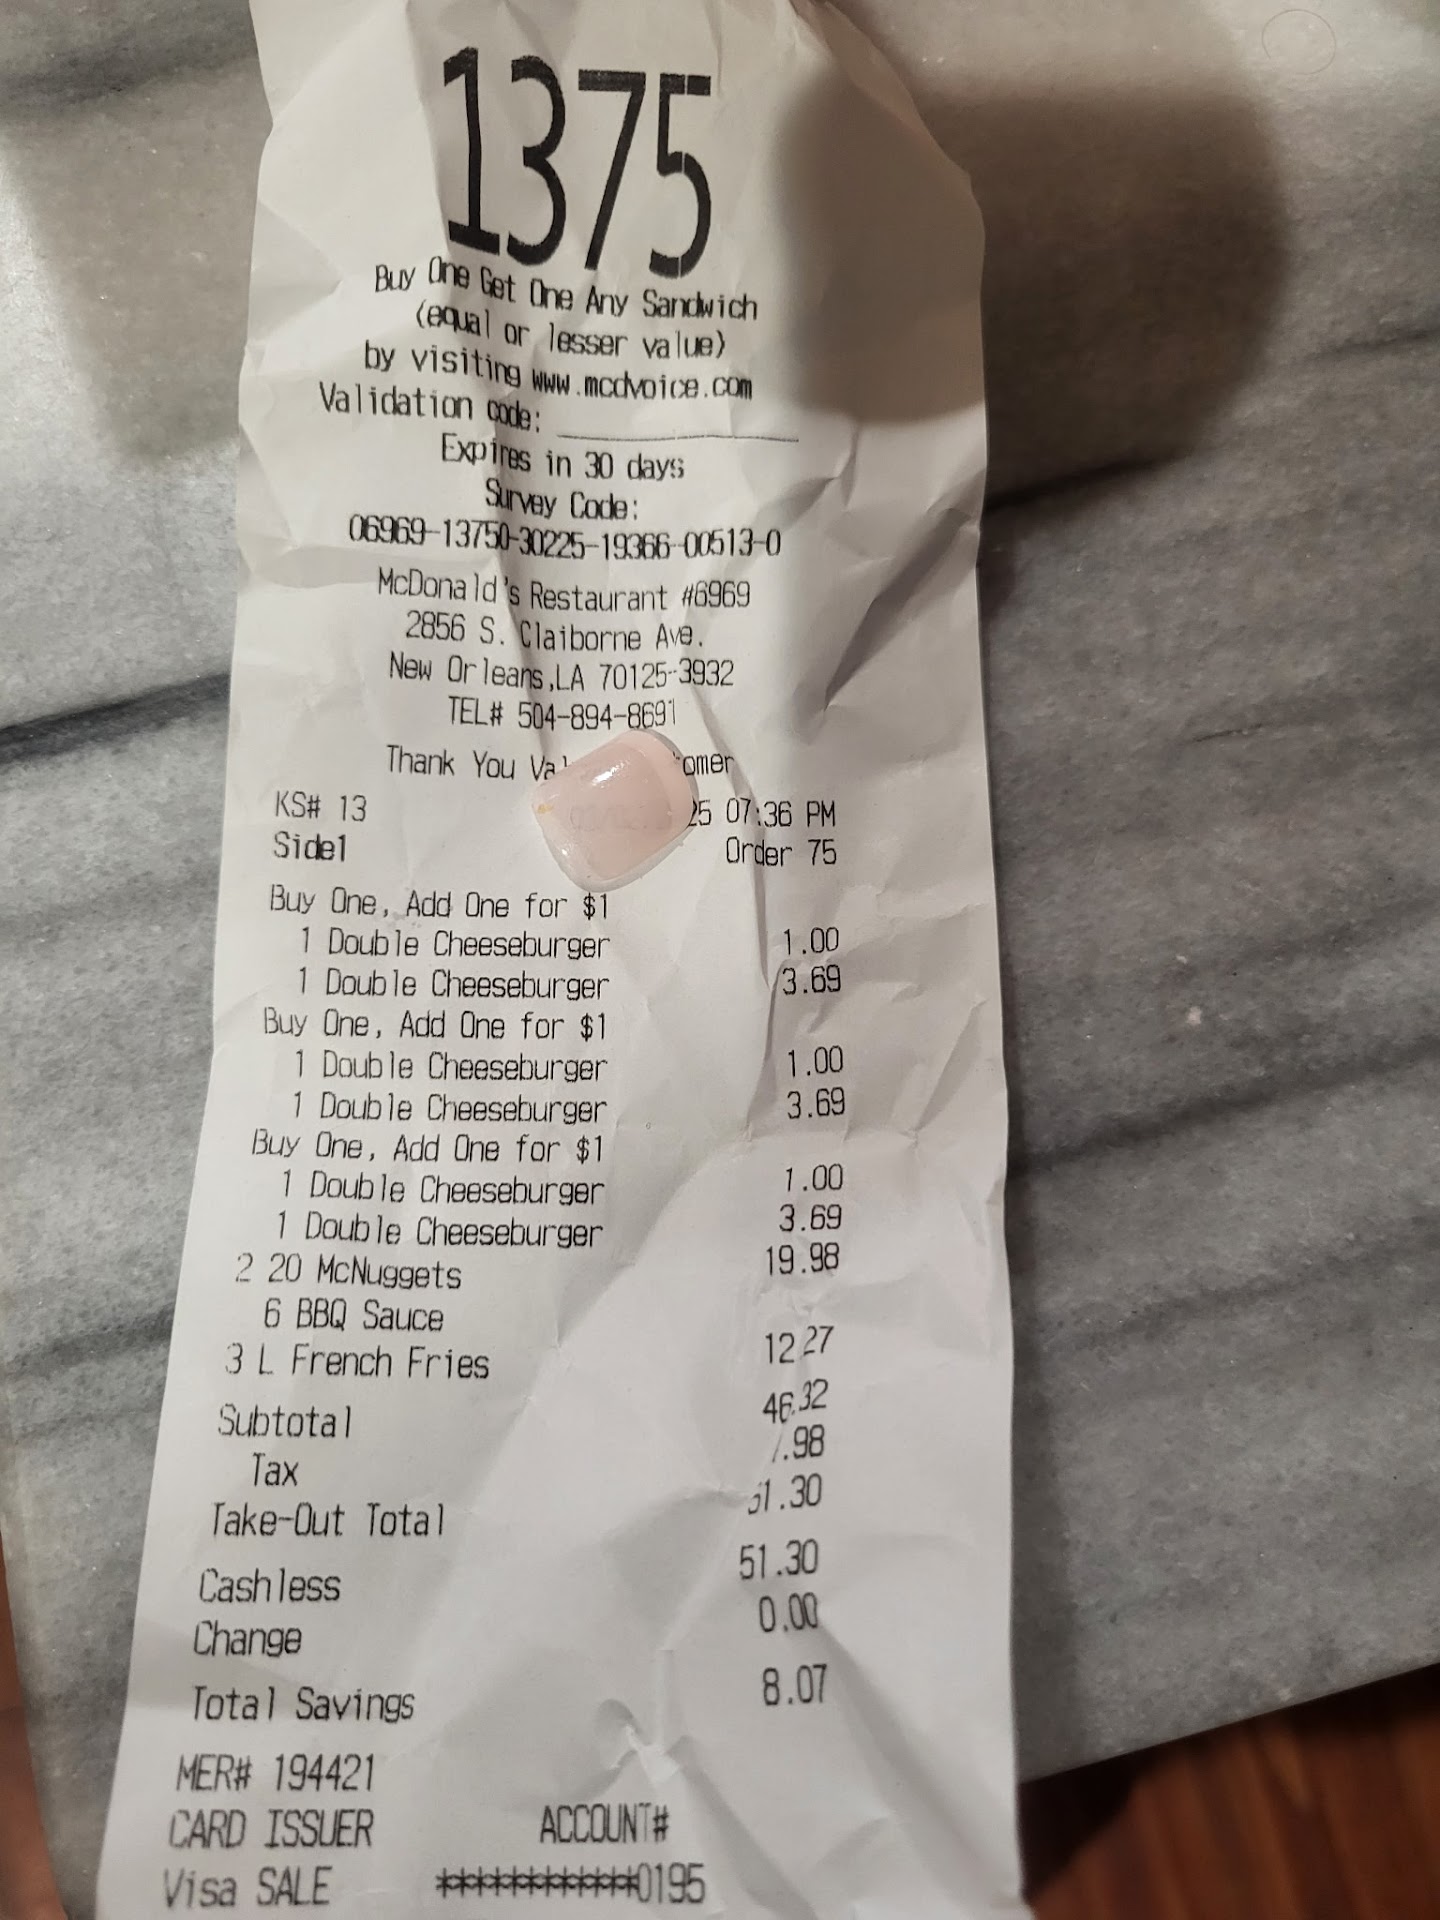 1375
Buy One Get One Any Sandwich
(equal or lesser value)
by visiting www.mcdvoice.com
Validation code:
Expires in 30 days
Survey Code:
06969-13750-30225-19366-00513-0
McDonald's Restaurant #6969
2856 S. Claiborne Ave.
New Orleans,LA 70125-3932
TEL# 504-894-8691
Thank You
KS# 13 07:36 PM
Side1 Order 75
Buy One, Add One for $1
1 Double Cheeseburger 1.00
1 Double Cheeseburger 3.69
Buy One, Add One for $1
1 Double Cheeseburger 1.00
1 Double Cheeseburger 3.69
Buy One, Add One for $1
1 Double Cheeseburger 1.00
1 Double Cheeseburger 3.69
2 20 McNuggets 19.98
6 BBQ Sauce
3 L French Fries 12.27
Subtotal 46.32
Tax
Take-Out Total 51.30
Cashless 51.30
Change 0.00
Total Savings 8.07
MER# 194421
CARD ISSUER ACCOUNT#
Visa SALE ************0195